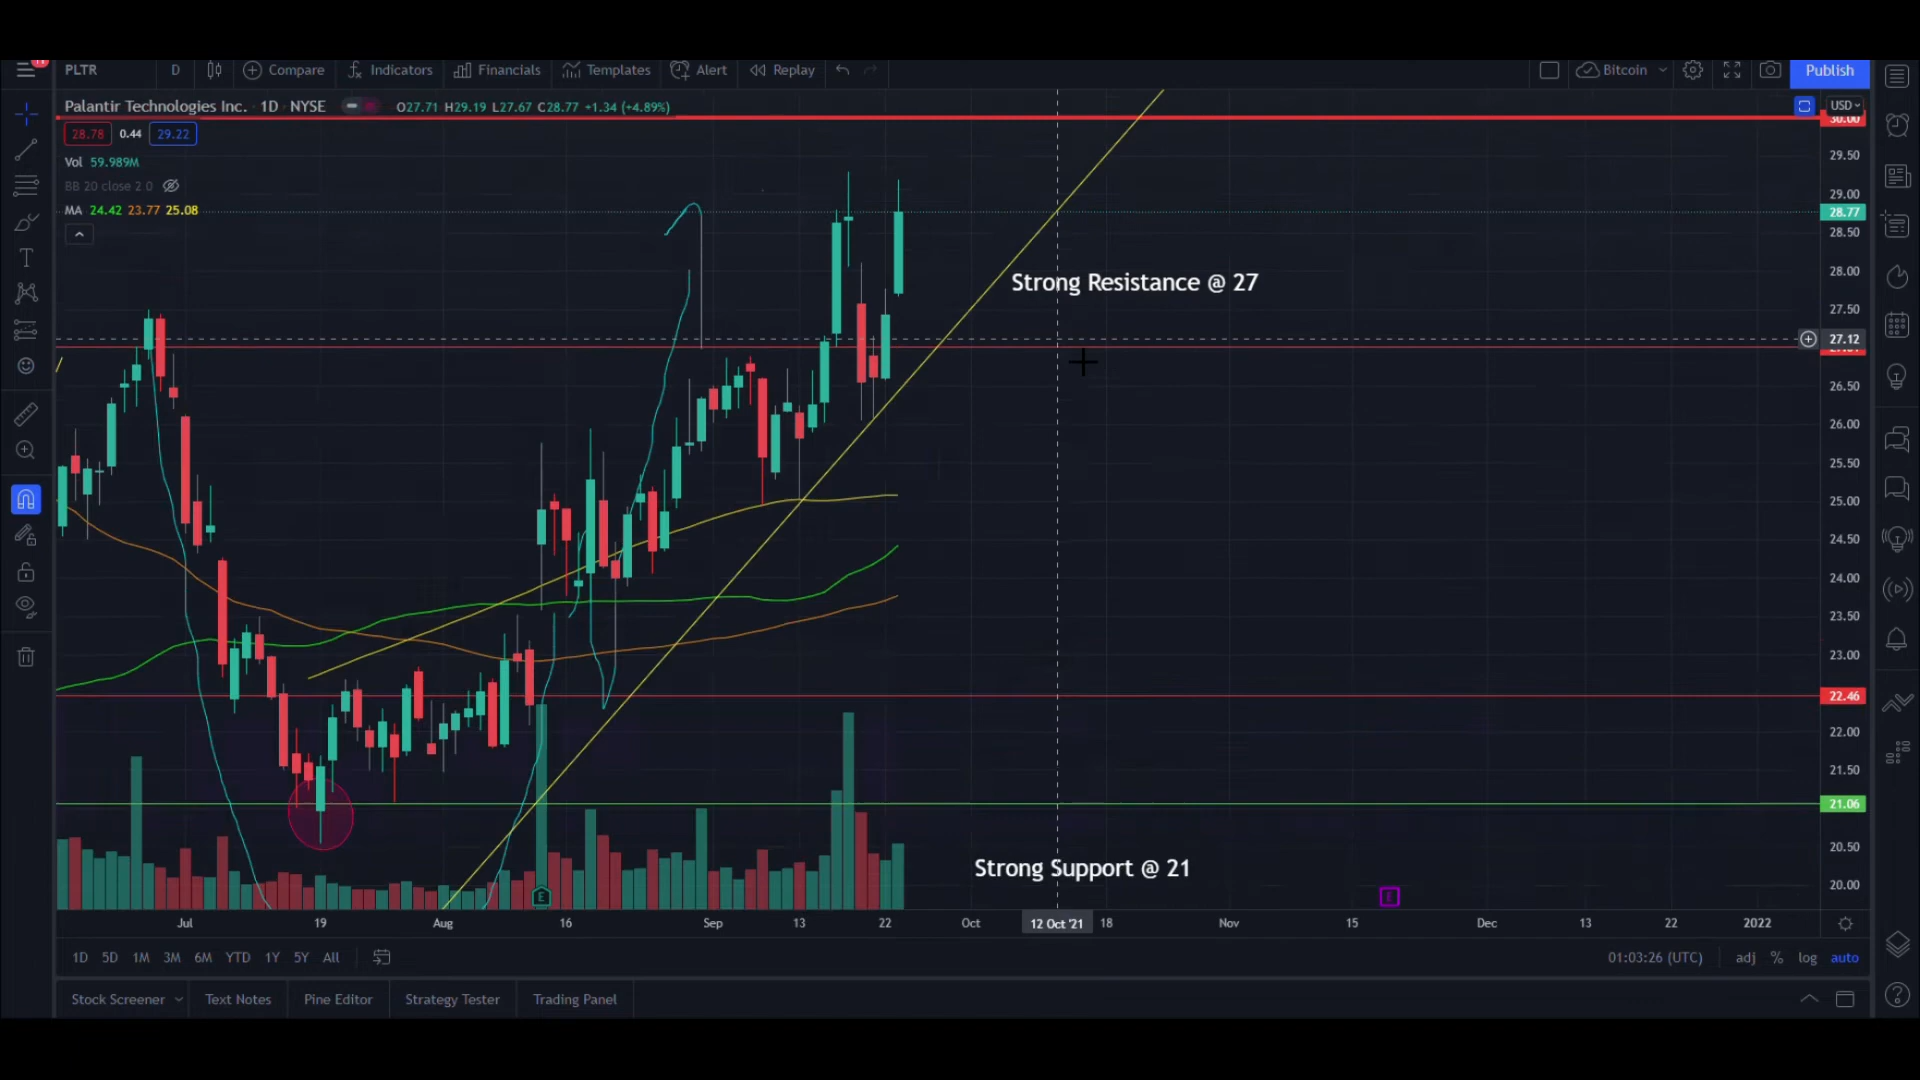 PLTR D Compare Indicators Financials Templates Alert Replay Bitcoin Publish
Palantir Technologies Inc. · 1D · NYSE O27.71 H29.19 L27.67 C28.77 +1.34 (+4.89%)
USD
30.00
28.78 0.44 29.22
29.50
Vol 59.989M
BB 20 close 2 0
29.00
MA 24.42 23.77 25.08
28.77
28.50
28.00
Strong Resistance @ 27
27.50
27.12
26.50
26.00
25.50
25.00
24.50
24.00
23.50
23.00
22.46
22.00
21.50
21.06
20.50
Strong Support @ 21
20.00
E
E
Jul 19 Aug 16 Sep 13 22 Oct 12 Oct '21 18 Nov 15 Dec 13 22 2022
1D 5D 1M 3M 6M YTD 1Y 5Y All 01:03:26 (UTC) adj % log auto
Stock Screener Text Notes Pine Editor Strategy Tester Trading Panel